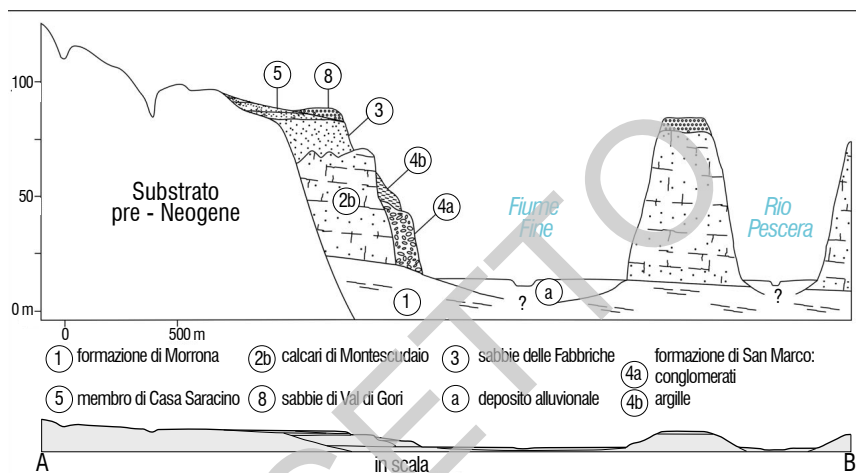 5
8
100
3
4b
Substrato
pre - Neogene
2b
50
4a
Fiume
Fine
Rio
Pescera
1
a
?
?
0 m
0
500 m
1 formazione di Morrona
2b calcari di Montescudaio
3 sabbie delle Fabbriche
formazione di San Marco:
4a conglomerati
5 membro di Casa Saracino
8 sabbie di Val di Gori
a deposito alluvionale
4b argille
A
in scala
B